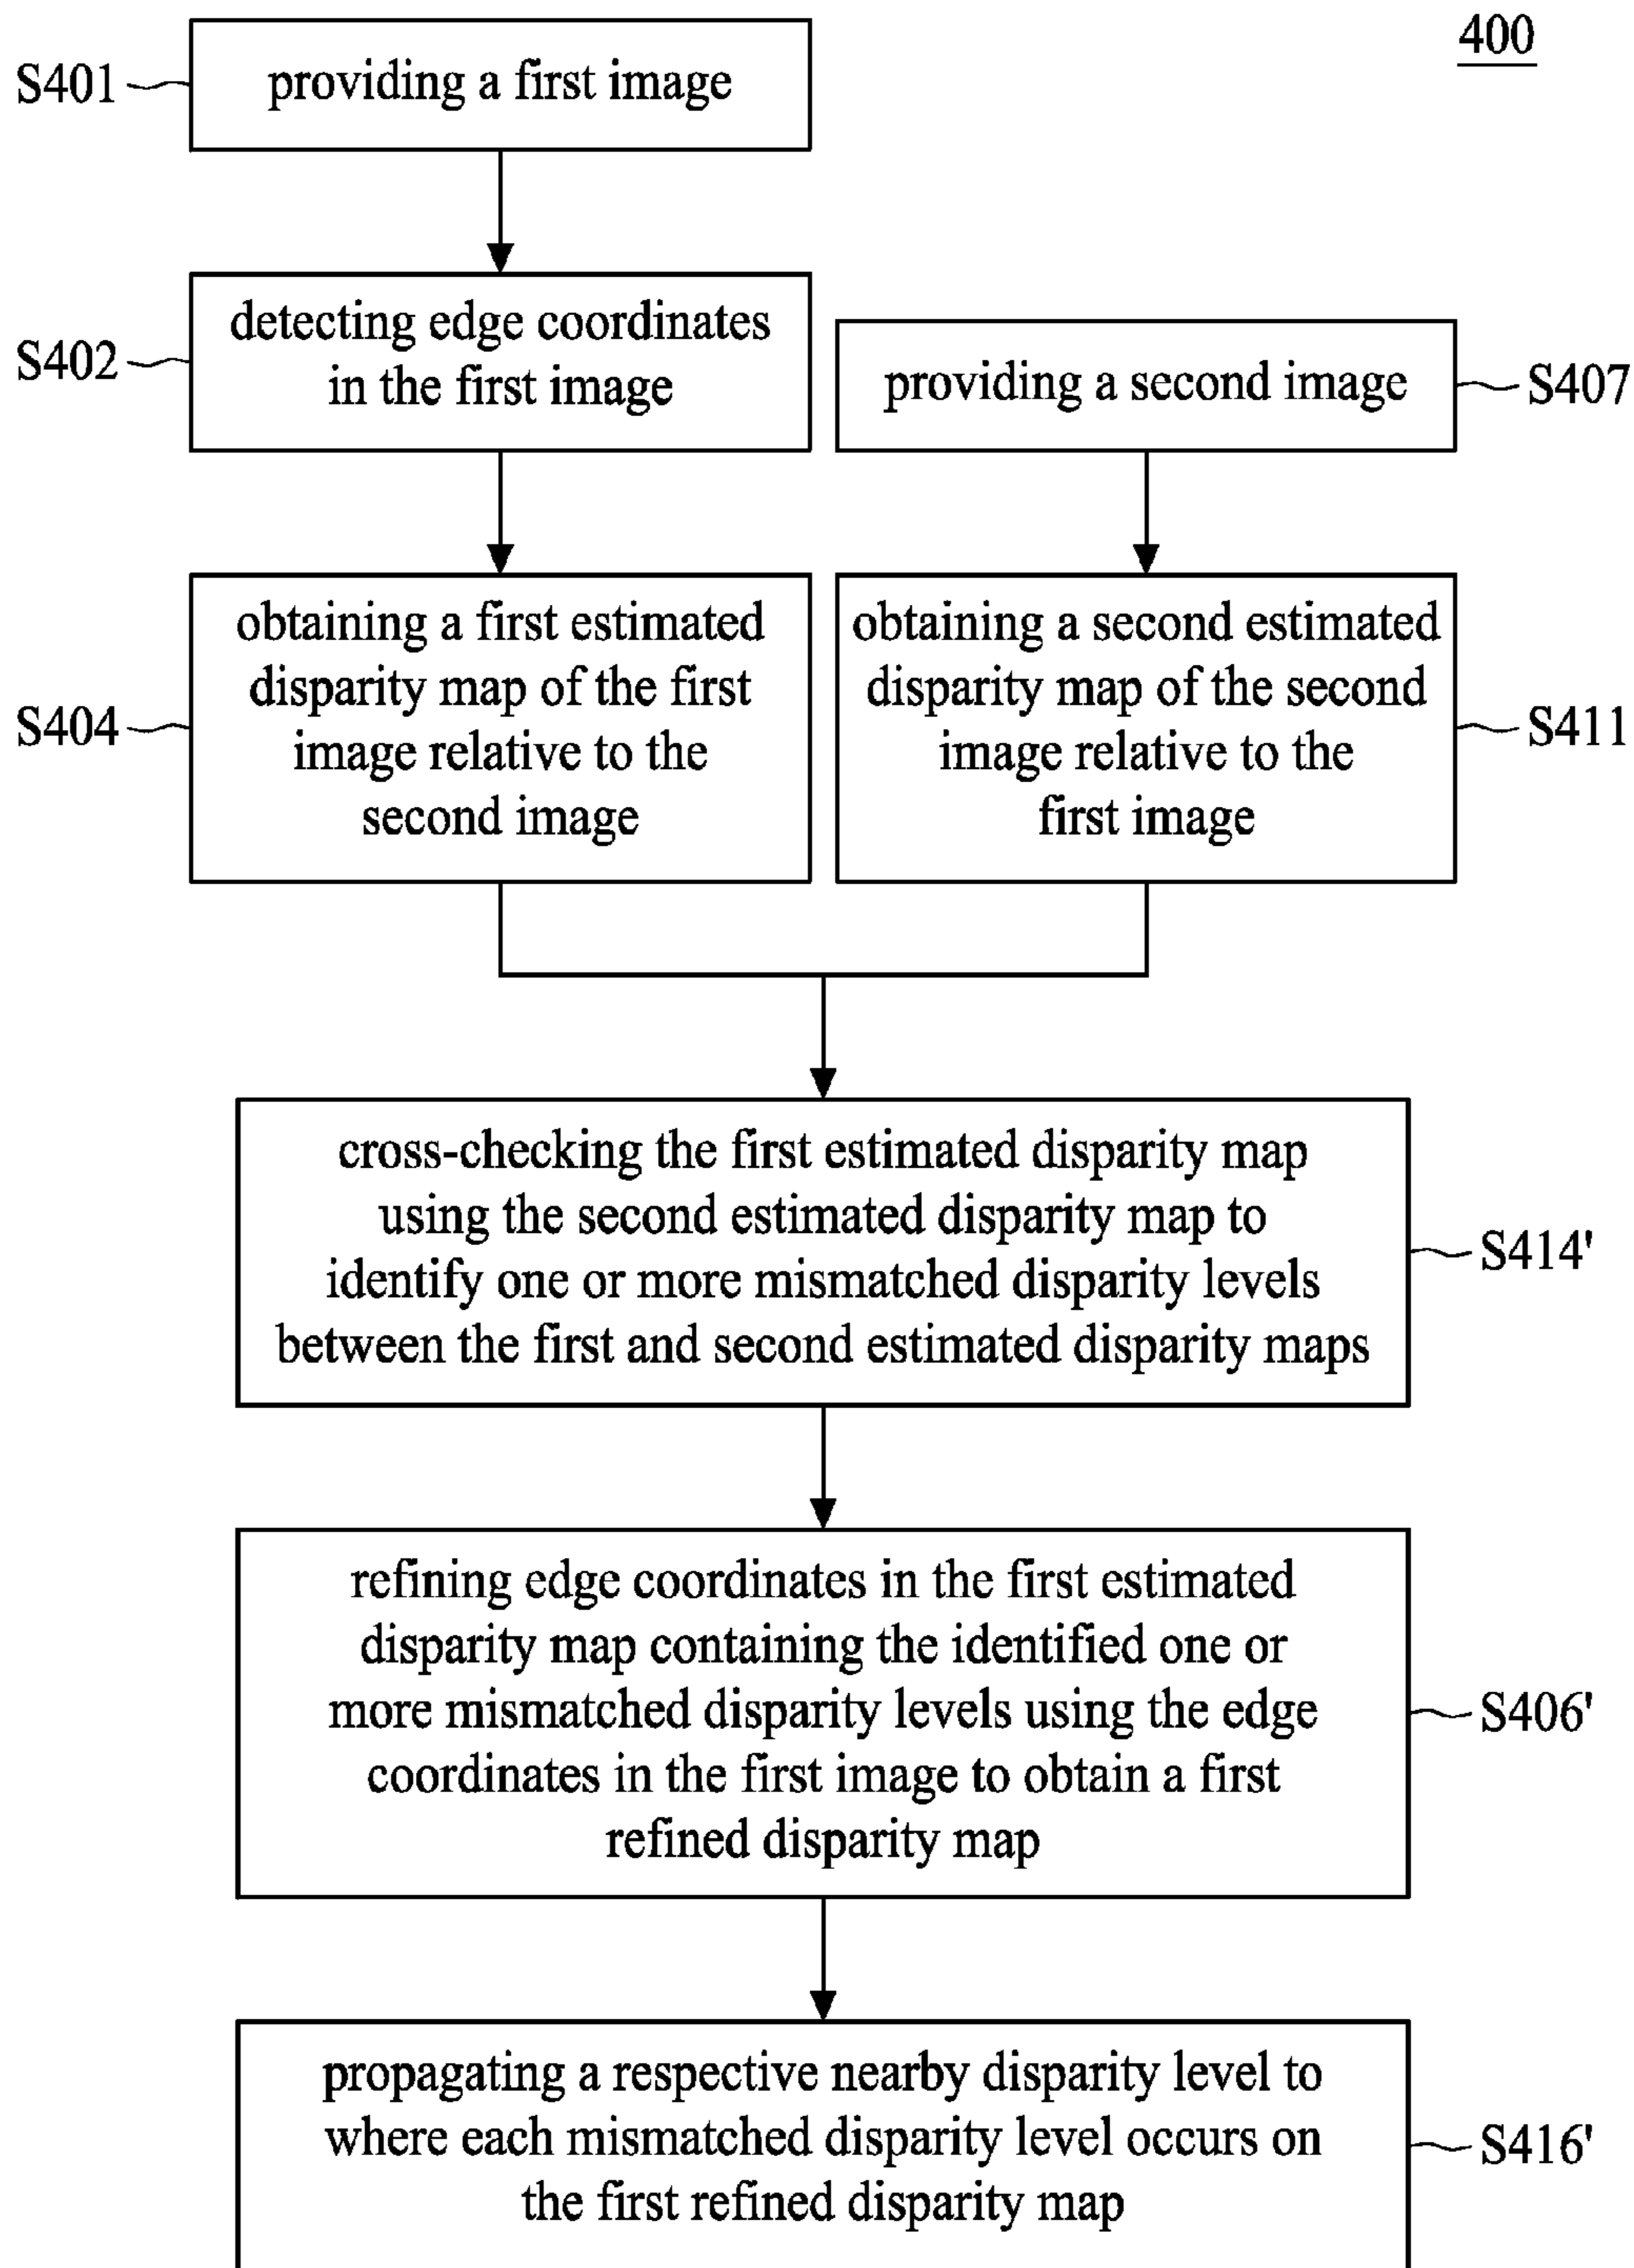 400
S401
providing a first image
S402
detecting edge coordinates
in the first image
providing a second image
S407
S404
obtaining a first estimated
disparity map of the first
image relative to the
second image
obtaining a second estimated
disparity map of the second
image relative to the
first image
S411
cross-checking the first estimated disparity map
using the second estimated disparity map to
identify one or more mismatched disparity levels
between the first and second estimated disparity maps
S414'
refining edge coordinates in the first estimated
disparity map containing the identified one or
more mismatched disparity levels using the edge
coordinates in the first image to obtain a first
refined disparity map
S406'
propagating a respective nearby disparity level to
where each mismatched disparity level occurs on
the first refined disparity map
S416'